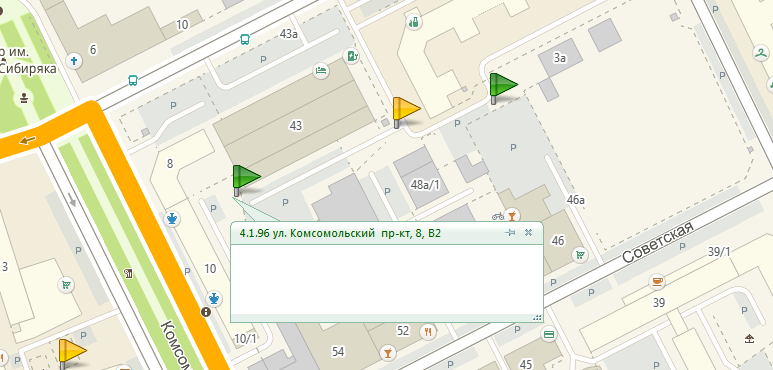 10
6
43а
3а
р им.
Сибиряка
P
P
P
P
43
P
P
8
P
48а/1
P
46а
P
4.1.96 ул. Комсомольский пр-кт, 8, В2
46
Советская
39/1
3
10
P
39
P
10/1
52
Комсом
54
45
P
P
P